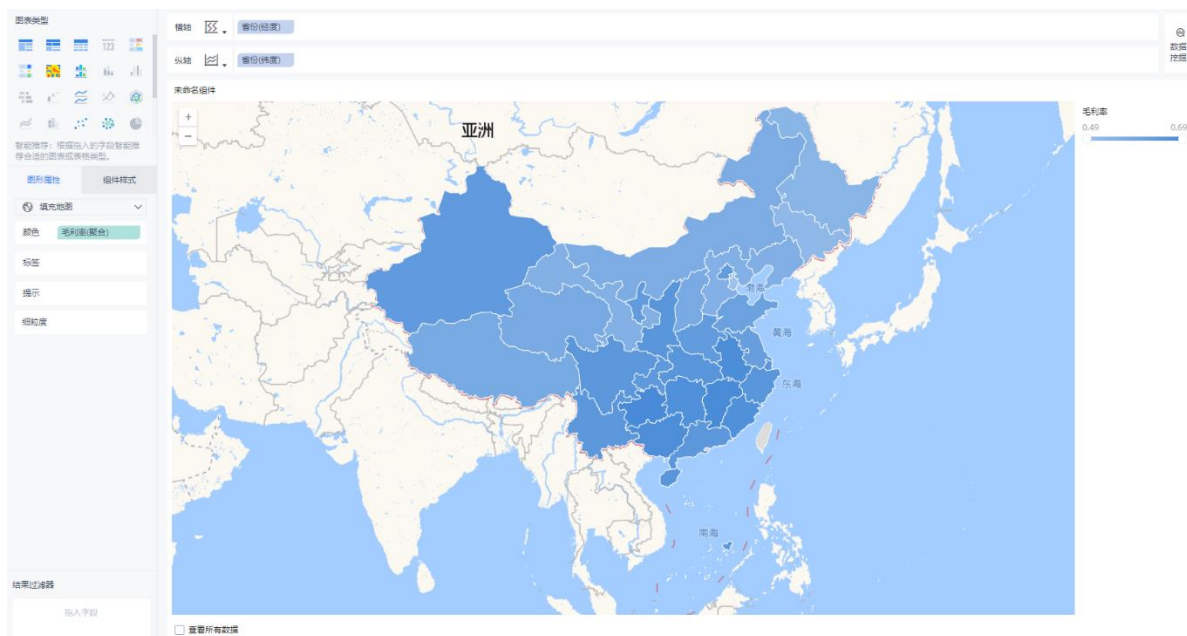 图表类型
123
智能推荐：根据拖入的字段智能推
荐合适的图表或表格类型。
图形属性
组件样式
填充地图
颜色
毛利率(聚合)
标签
提示
细粒度
结果过滤器
拖入字段
横轴
省份(经度)
纵轴
省份(纬度)
未命名组件
+
−
亚洲
渤海
黄海
东海
南海
查看所有数据
毛利率
0.49
0.69
数据
挖掘